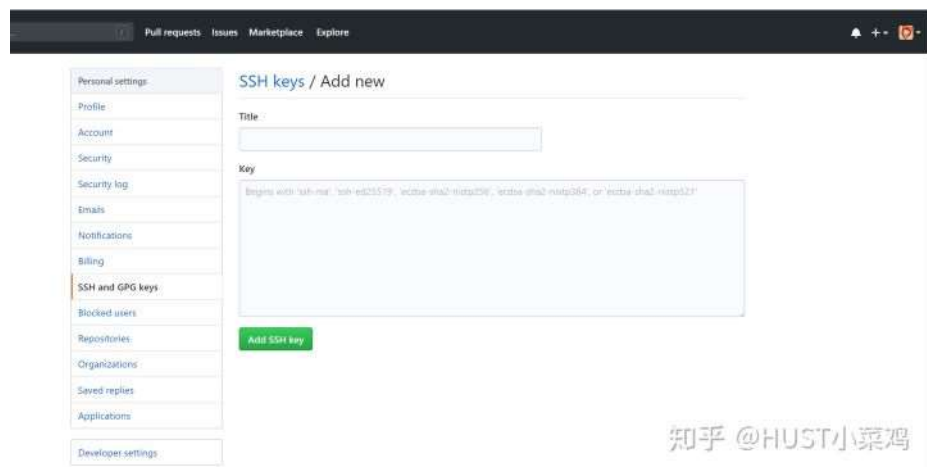 Pull requests Issues Marketplace Explore
Personal settings
Profile
Account
Security
Security log
Emails
Notifications
Billing
SSH and GPG keys
Blocked users
Repositories
Organizations
Saved replies
Applications
Developer settings
SSH keys / Add new
Title
Key
Begins with 'ssh-rsa', 'ssh-ed25519', 'ecdsa-sha2-nistp256', 'ecdsa-sha2-nistp384', or 'ecdsa-sha2-nistp521'
Add SSH key
知乎 @HUST小菜鸡